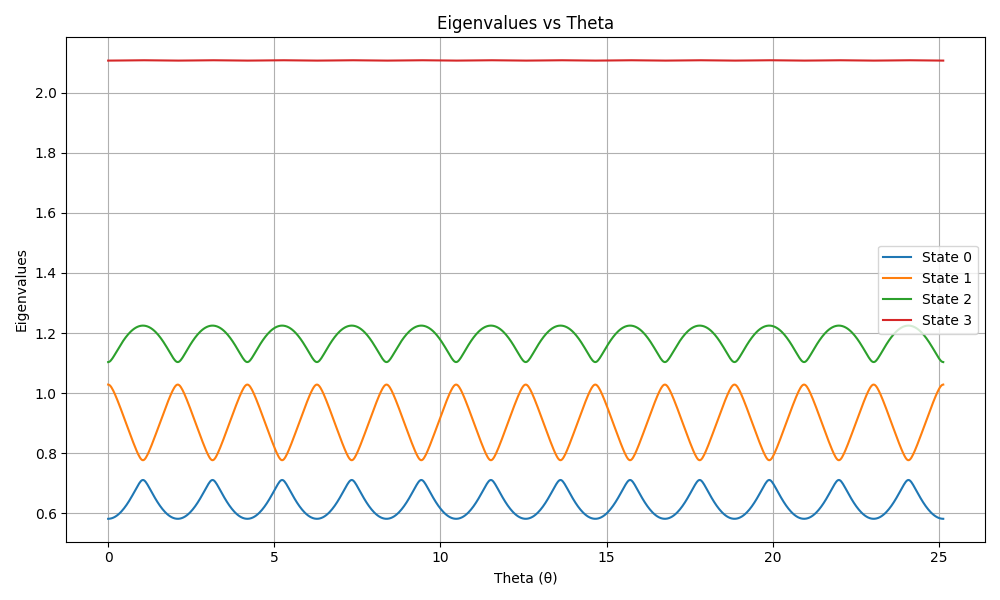 Eigenvalues vs Theta
Eigenvalues
2.0
1.8
1.6
1.4
1.2
1.0
0.8
0.6
0
5
10
15
20
25
Theta (θ)
State 0
State 1
State 2
State 3